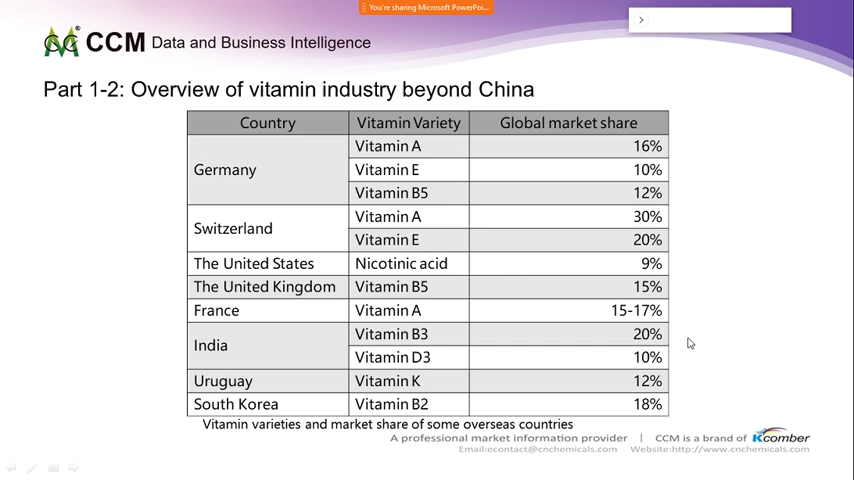 You're sharing Microsoft PowerPoi...
CCM Data and Business Intelligence
Part 1-2: Overview of vitamin industry beyond China
Country Vitamin Variety Global market share
Germany
Vitamin A 16%
Vitamin E 10%
Vitamin B5 12%
Switzerland
Vitamin A 30%
Vitamin E 20%
The United States Nicotinic acid 9%
The United Kingdom Vitamin B5 15%
France Vitamin A 15-17%
India
Vitamin B3 20%
Vitamin D3 10%
Uruguay Vitamin K 12%
South Korea Vitamin B2 18%
Vitamin varieties and market share of some overseas countries
A professional market information provider | CCM is a brand of Kcomber
Email:econtact@cnchemicals.com Website:http://www.cnchemicals.com